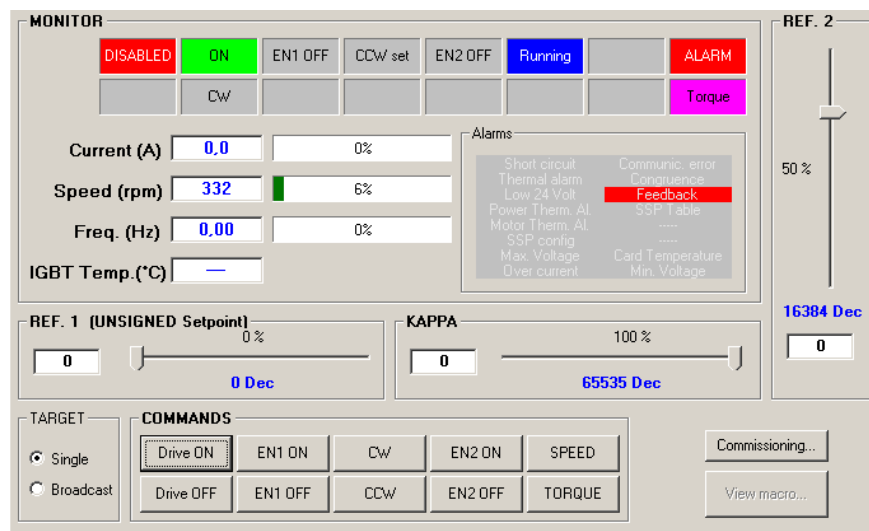 MONITOR
DISABLED ON EN1 OFF CCW set EN2 OFF Running ALARM
CW Torque
Current (A) 0,0 0%
Speed (rpm) 332 6%
Freq. (Hz) 0,00 0%
IGBT Temp.(°C) —
Alarms
Short circuit Communic. error
Thermal alarm Congruence
Low 24 Volt Feedback
Power Therm. Al. SSP Table
Motor Therm. Al. -----
SSP config -----
Max. Voltage Card Temperature
Over current Min. Voltage
REF. 2
50 %
16384 Dec
0
REF. 1 (UNSIGNED Setpoint)
0 %
0
0 Dec
KAPPA
100 %
0
65535 Dec
TARGET
Single
Broadcast
COMMANDS
Drive ON EN1 ON CW EN2 ON SPEED
Drive OFF EN1 OFF CCW EN2 OFF TORQUE
Commissioning...
View macro...